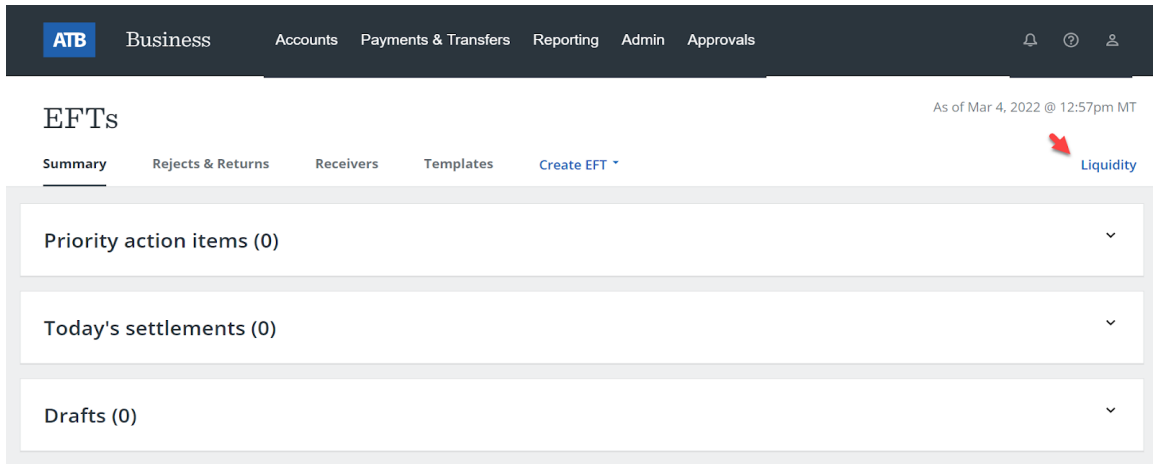 ATB Business Accounts Payments & Transfers Reporting Admin Approvals
As of Mar 4, 2022 @ 12:57pm MT
EFTs
Summary Rejects & Returns Receivers Templates Create EFT Liquidity
Priority action items (0)
Today's settlements (0)
Drafts (0)